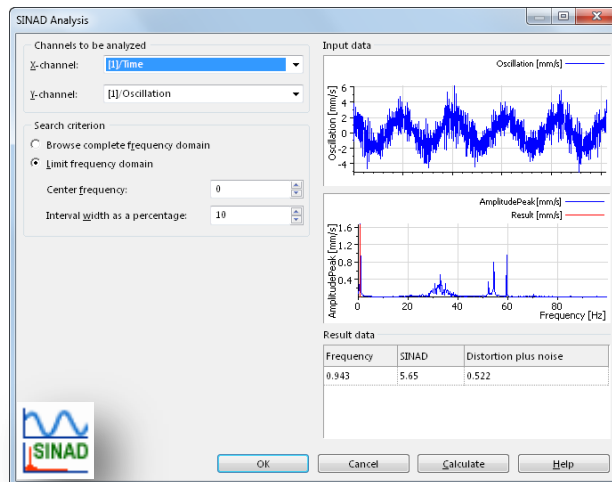 SINAD Analysis
Channels to be analyzed
X-channel: [1]/Time
Y-channel: [1]/Oscillation
Search criterion
Browse complete frequency domain
Limit frequency domain
Center frequency: 0
Interval width as a percentage: 10
Input data
Oscillation [mm/s]
Oscillation [mm/s]
6
4
2
0
-2
-4
AmplitudePeak [mm/s]
Result [mm/s]
AmplitudePeak [mm/s]
1.6
1.2
0.8
0.4
0 20 40 60 80
Frequency [Hz]
Result data
Frequency SINAD Distortion plus noise
0.943 5.65 0.522
SINAD
OK Cancel Calculate Help